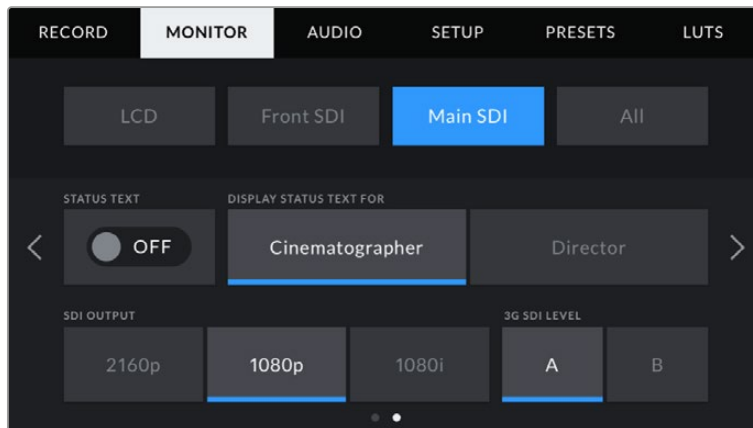 RECORD MONITOR AUDIO SETUP PRESETS LUTS
LCD Front SDI Main SDI All
STATUS TEXT DISPLAY STATUS TEXT FOR
OFF Cinematographer Director
SDI OUTPUT 3G SDI LEVEL
2160p 1080p 1080i A B